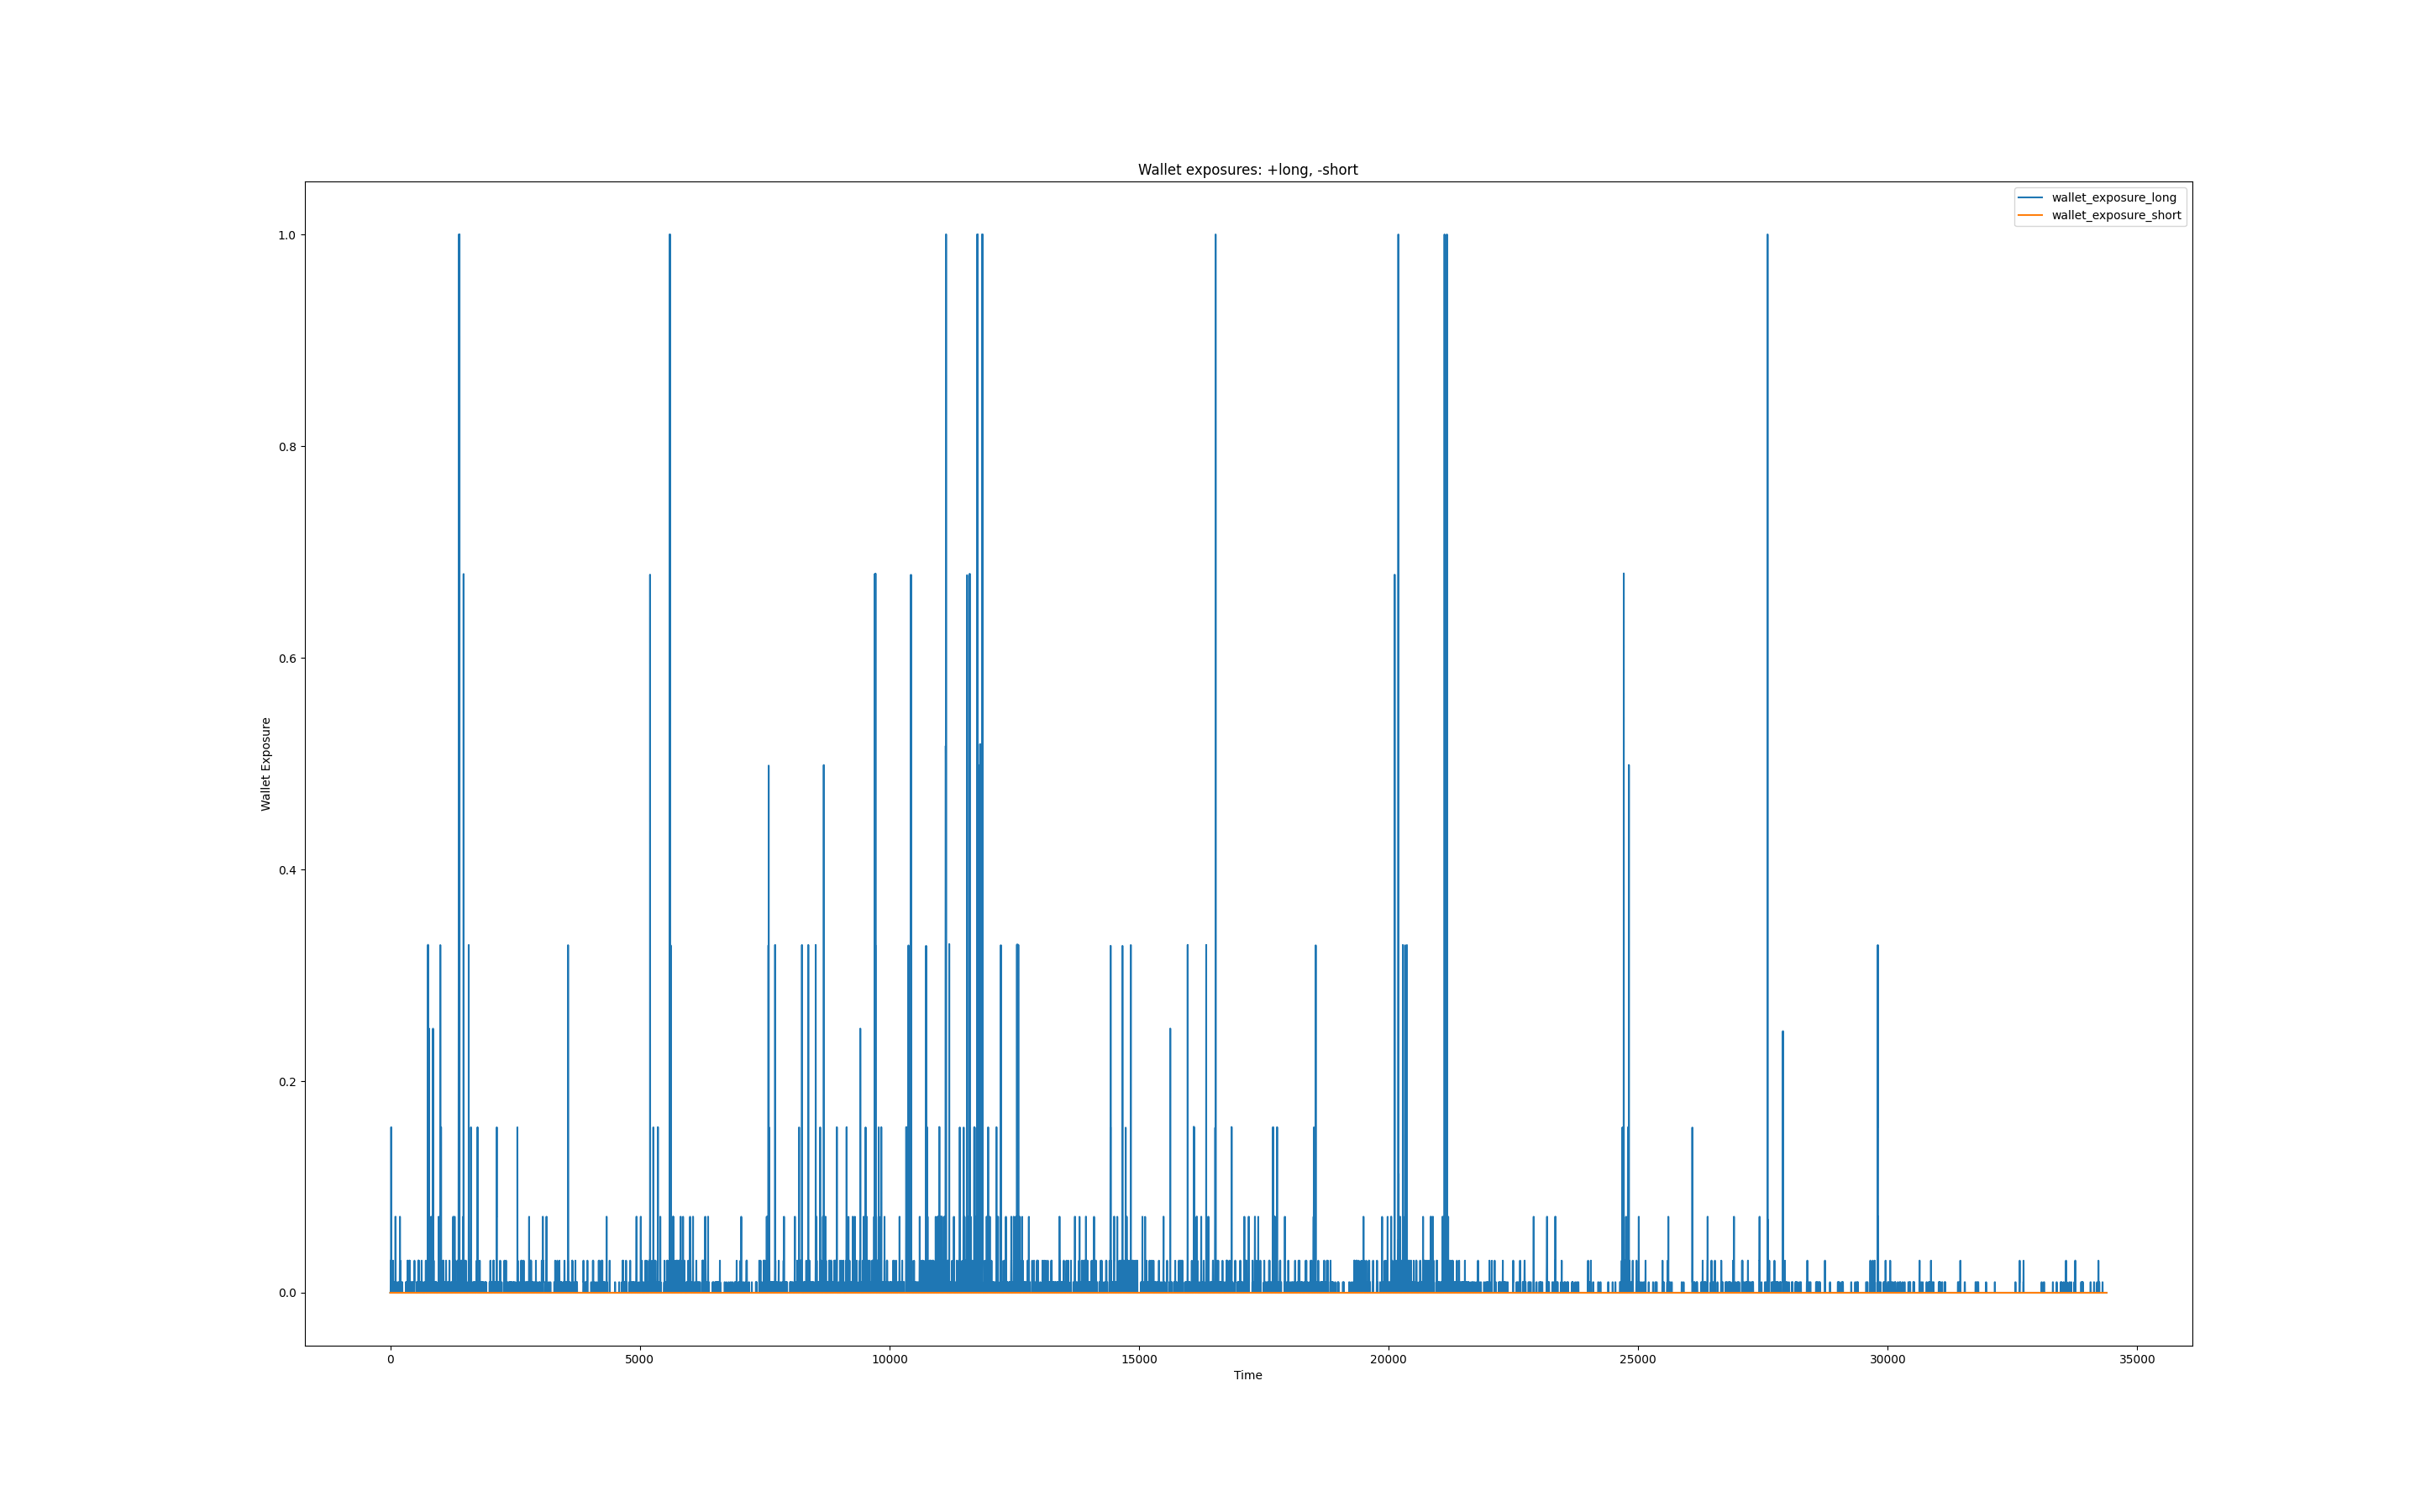 Wallet exposures: +long, -short
wallet_exposure_long
wallet_exposure_short
1.0
0.8
0.6
0.4
0.2
0.0
Wallet Exposure
0 5000 10000 15000 20000 25000 30000 35000
Time